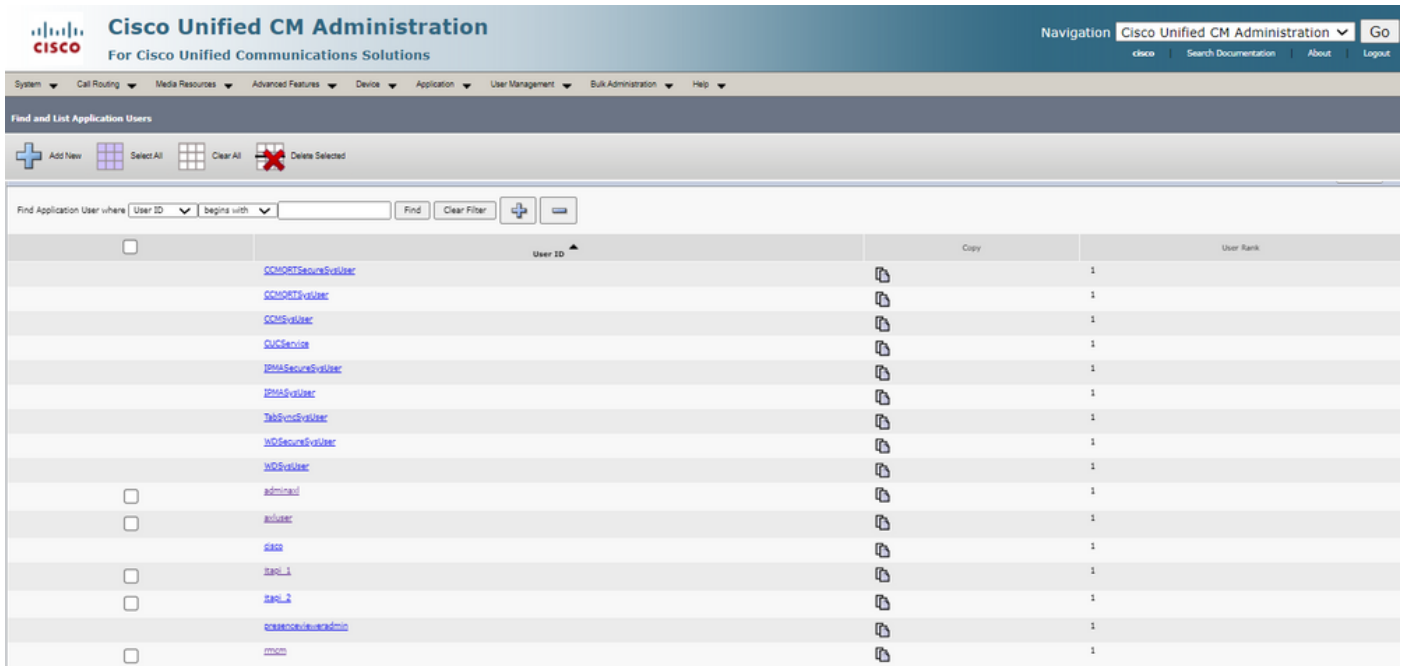 Cisco Unified CM Administration
For Cisco Unified Communications Solutions
CISCO
Navigation Cisco Unified CM Administration Go
cisco | Search Documentation | About | Logout
System Call Routing Media Resources Advanced Features Device Application User Management Bulk Administration Help
Find and List Application Users
Add New Select All Clear All Delete Selected
Find Application User where User ID begins with Find Clear Filter
User ID Copy User Rank
CCMQRTSecureSysUser 1
CCMQRTSysUser 1
CCMSysUser 1
CUCService 1
IPMASecureSysUser 1
IPMASysUser 1
TabSyncSysUser 1
WDSecureSysUser 1
WDSysUser 1
adminaxl 1
axluser 1
cisco 1
jtapi_1 1
jtapi_2 1
presencevieweradmin 1
rmcm 1